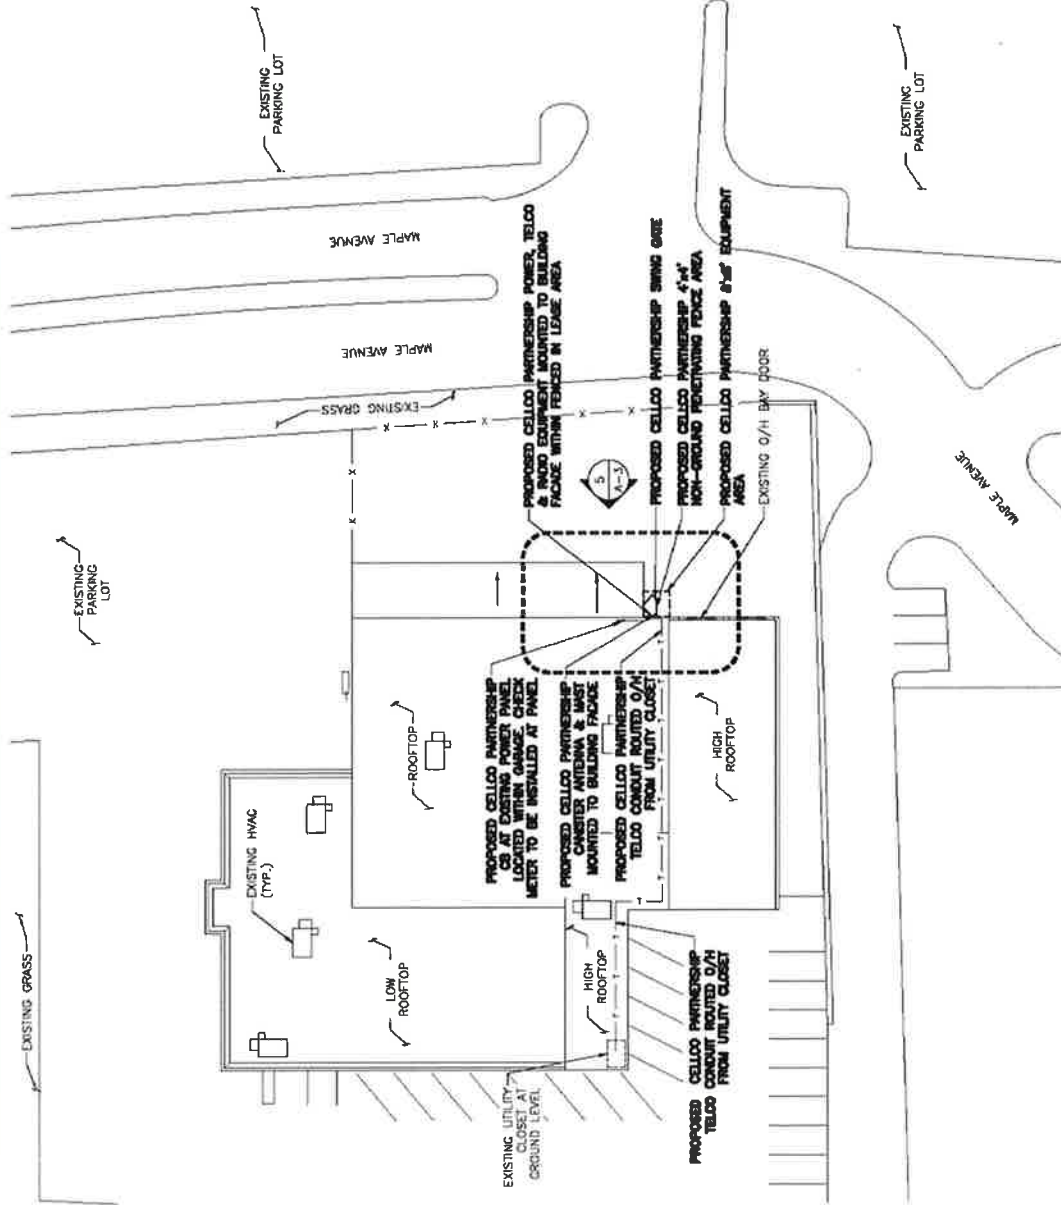 EXISTING GRASS
EXISTING
PARKING
LOT
EXISTING
PARKING LOT
EXISTING HVAC
(TYP.)
LOW
ROOFTOP
ROOFTOP
HIGH
ROOFTOP
HIGH
ROOFTOP
EXISTING UTILITY
CLOSET AT
GROUND LEVEL
PROPOSED CELLCO PARTNERSHIP
CB AT EXISTING POWER PANEL
LOCATED WITHIN GARAGE. CHECK
METER TO BE INSTALLED AT PANEL
PROPOSED CELLCO PARTNERSHIP
CANISTER ANTENNA & MAST
MOUNTED TO BUILDING FACADE
PROPOSED CELLCO PARTNERSHIP
TELCO CONDUIT ROUTED O/H
FROM UTILITY CLOSET
PROPOSED CELLCO PARTNERSHIP
TELCO CONDUIT ROUTED O/H
FROM UTILITY CLOSET
PROPOSED CELLCO PARTNERSHIP POWER, TELCO
& RADIO EQUIPMENT MOUNTED TO BUILDING
FACADE WITHIN FENCED IN LEASE AREA
5
A-3
PROPOSED CELLCO PARTNERSHIP SWING GATE
PROPOSED CELLCO PARTNERSHIP 4'x4'
NON-GROUND PENETRATING FENCE AREA
PROPOSED CELLCO PARTNERSHIP EQUIPMENT
AREA
EXISTING O/H BAY DOOR
EXISTING GRASS
MAPLE AVENUE
MAPLE AVENUE
MAPLE AVENUE
EXISTING
PARKING LOT